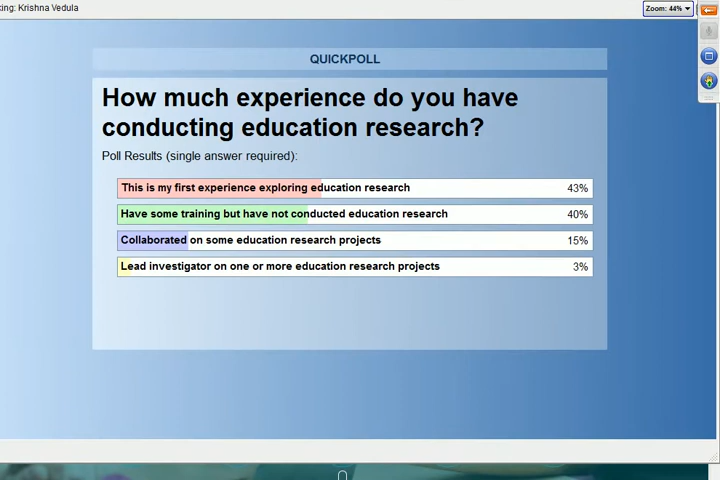 king: Krishna Vedula
Zoom: 44%
QUICKPOLL
How much experience do you have
conducting education research?
Poll Results (single answer required):
This is my first experience exploring education research 43%
Have some training but have not conducted education research 40%
Collaborated on some education research projects 15%
Lead investigator on one or more education research projects 3%